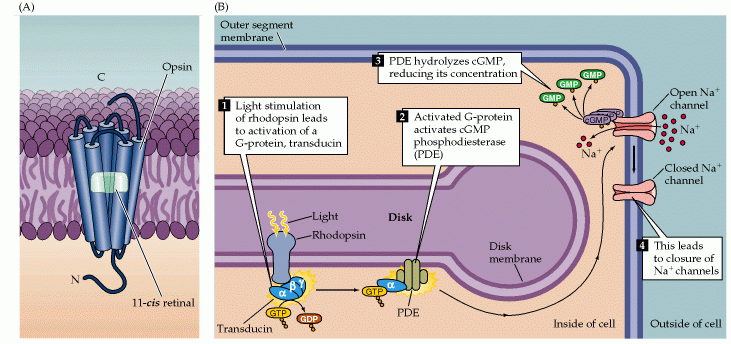 (A)
C
Opsin
N
11-cis retinal
(B)
Outer segment
membrane
3 PDE hydrolyzes cGMP,
reducing its concentration
GMP
GMP
GMP
cGMP
Open Na+
channel
Na+
Na+
1 Light stimulation
of rhodopsin leads
to activation of a
G-protein, transducin
2 Activated G-protein
activates cGMP
phosphodiesterase
(PDE)
Closed Na+
channel
Light
Rhodopsin
Disk
Disk
membrane
4 This leads
to closure of
Na+ channels
α
β
γ
GTP
GDP
Transducin
α
GTP
PDE
Inside of cell
Outside of cell